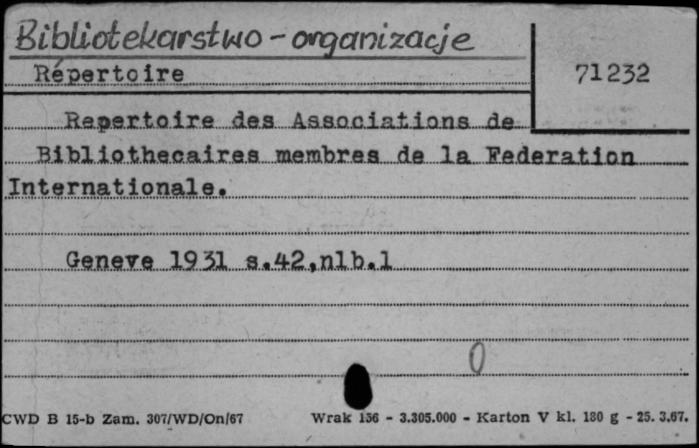 Bibliotekarstwo - organizacje
Répertoire
71232
Repertoire des Associations de
Bibliothecaires membres de la Federation
Internationale.
Geneve 1931 s.42,nlb.1
0
CWD B 15-b Zam. 307/WD/On/67 Wrak 156 - 3.305.000 - Karton V kl. 180 g - 25. 3.67.